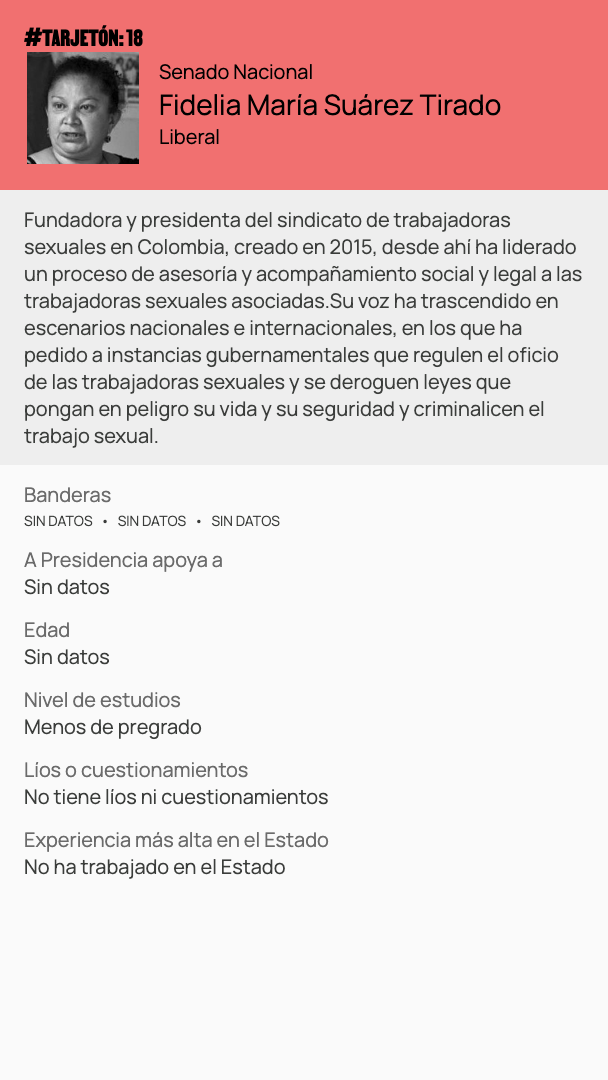 #TARJETÓN: 18
Senado Nacional
Fidelia María Suárez Tirado
Liberal
Fundadora y presidenta del sindicato de trabajadoras
sexuales en Colombia, creado en 2015, desde ahí ha liderado
un proceso de asesoría y acompañamiento social y legal a las
trabajadoras sexuales asociadas.Su voz ha trascendido en
escenarios nacionales e internacionales, en los que ha
pedido a instancias gubernamentales que regulen el oficio
de las trabajadoras sexuales y se deroguen leyes que
pongan en peligro su vida y su seguridad y criminalicen el
trabajo sexual.
Banderas
SIN DATOS • SIN DATOS • SIN DATOS
A Presidencia apoya a
Sin datos
Edad
Sin datos
Nivel de estudios
Menos de pregrado
Líos o cuestionamientos
No tiene líos ni cuestionamientos
Experiencia más alta en el Estado
No ha trabajado en el Estado